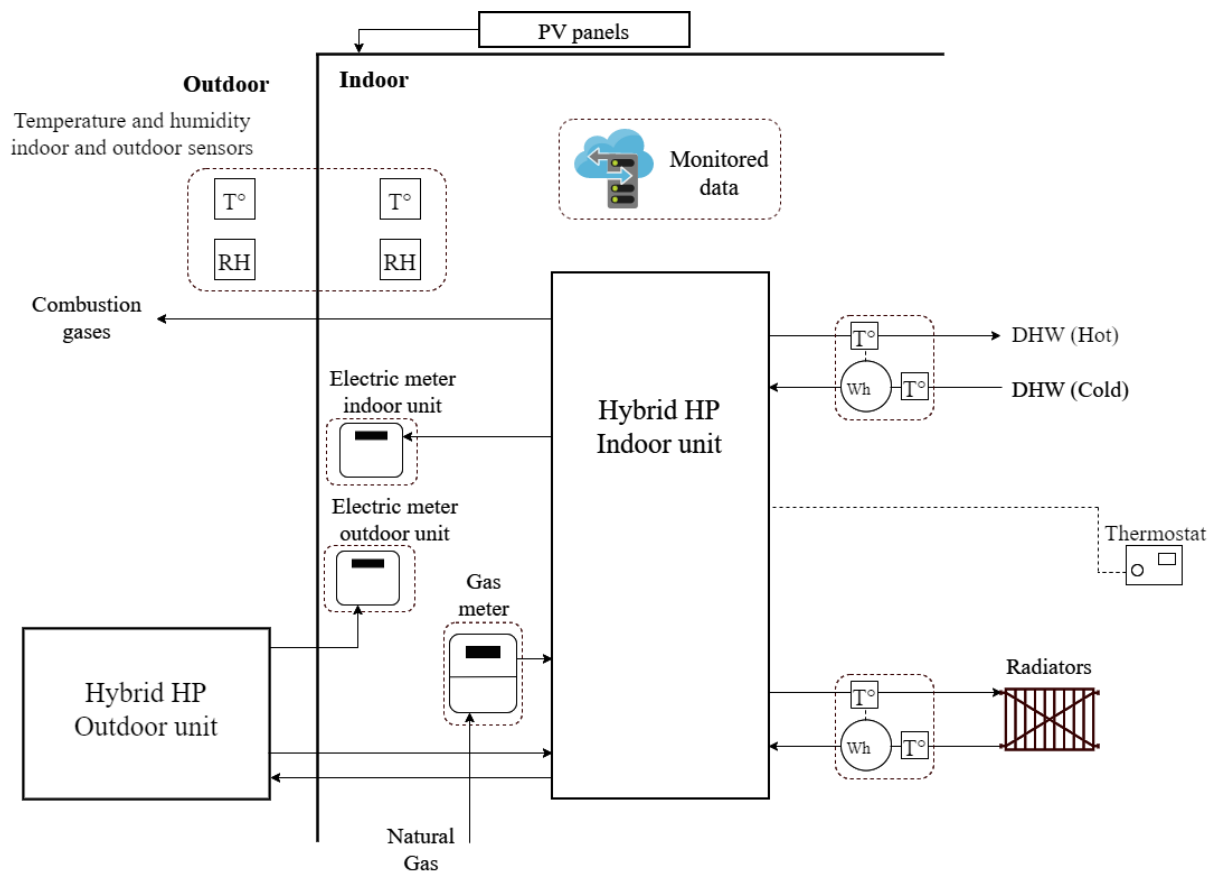 PV panels
Outdoor
Indoor
Temperature and humidity
indoor and outdoor sensors
T°
T°
RH
RH
Monitored
data
Combustion
gases
T°
DHW (Hot)
Wh
T°
DHW (Cold)
Electric meter
indoor unit
Hybrid HP
Indoor unit
Electric meter
outdoor unit
Thermostat
Gas
meter
Hybrid HP
Outdoor unit
Radiators
T°
Wh
T°
Natural
Gas